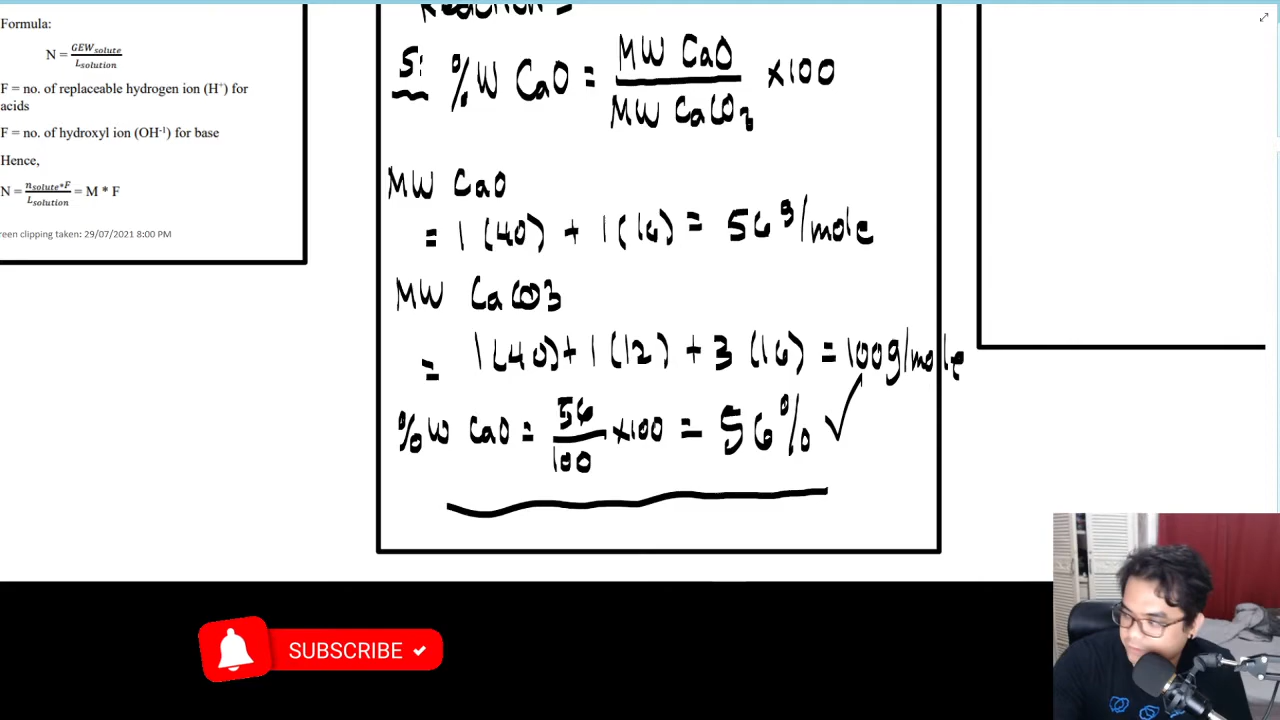 Formula:
N = GEWsolute / Lsolution
F = no. of replaceable hydrogen ion (H⁺) for
acids
F = no. of hydroxyl ion (OH⁻¹) for base
Hence,
N = nsolute*F / Lsolution = M * F
reen clipping taken: 29/07/2021 8:00 PM
S: %W CaO = MW CaO / MW CaCO3 x100
MW CaO
= 1(40) + 1(16) = 56 g/mole
MW CaCO3
= 1(40)+ 1(12) + 3(16) = 100g/mole
%W CaO = 56/100 x100 = 56% ✓
SUBSCRIBE